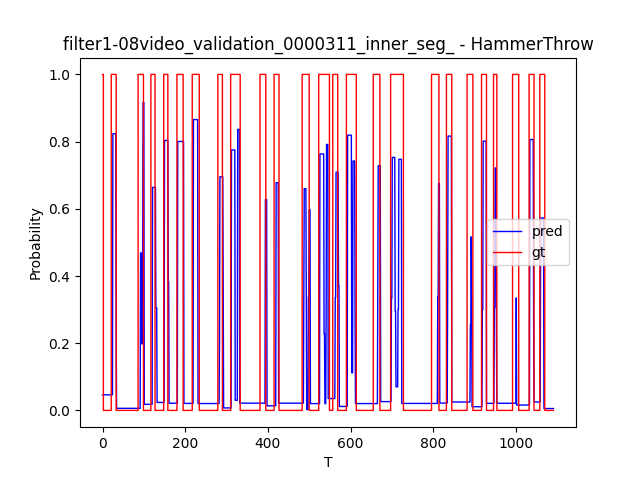 filter1-08video_validation_0000311_inner_seg_ - HammerThrow
1.0
0.8
0.6
0.4
0.2
0.0
Probability
pred
gt
0 200 400 600 800 1000
T